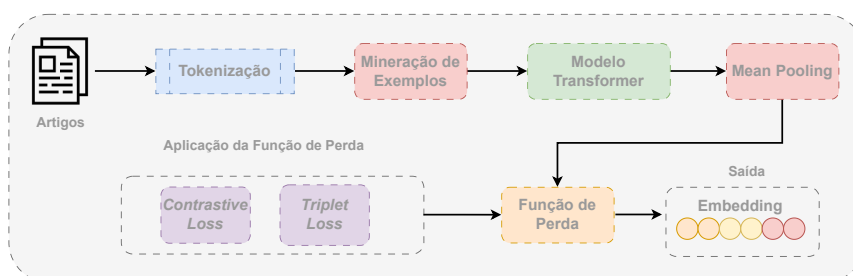 Tokenização
Mineração de
Exemplos
Modelo
Transformer
Mean Pooling
Artigos
Aplicação da Função de Perda
Contrastive
Loss
Triplet
Loss
Função de
Perda
Saída
Embedding